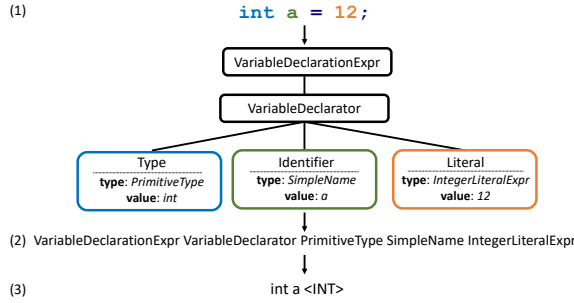 (1) int a = 12;
VariableDeclarationExpr
VariableDeclarator
Type Identifier Literal
type: PrimitiveType type: SimpleName type: IntegerLiteralExpr
value: int value: a value: 12
(2) VariableDeclarationExpr VariableDeclarator PrimitiveType SimpleName IntegerLiteralExpr
(3) int a <INT>